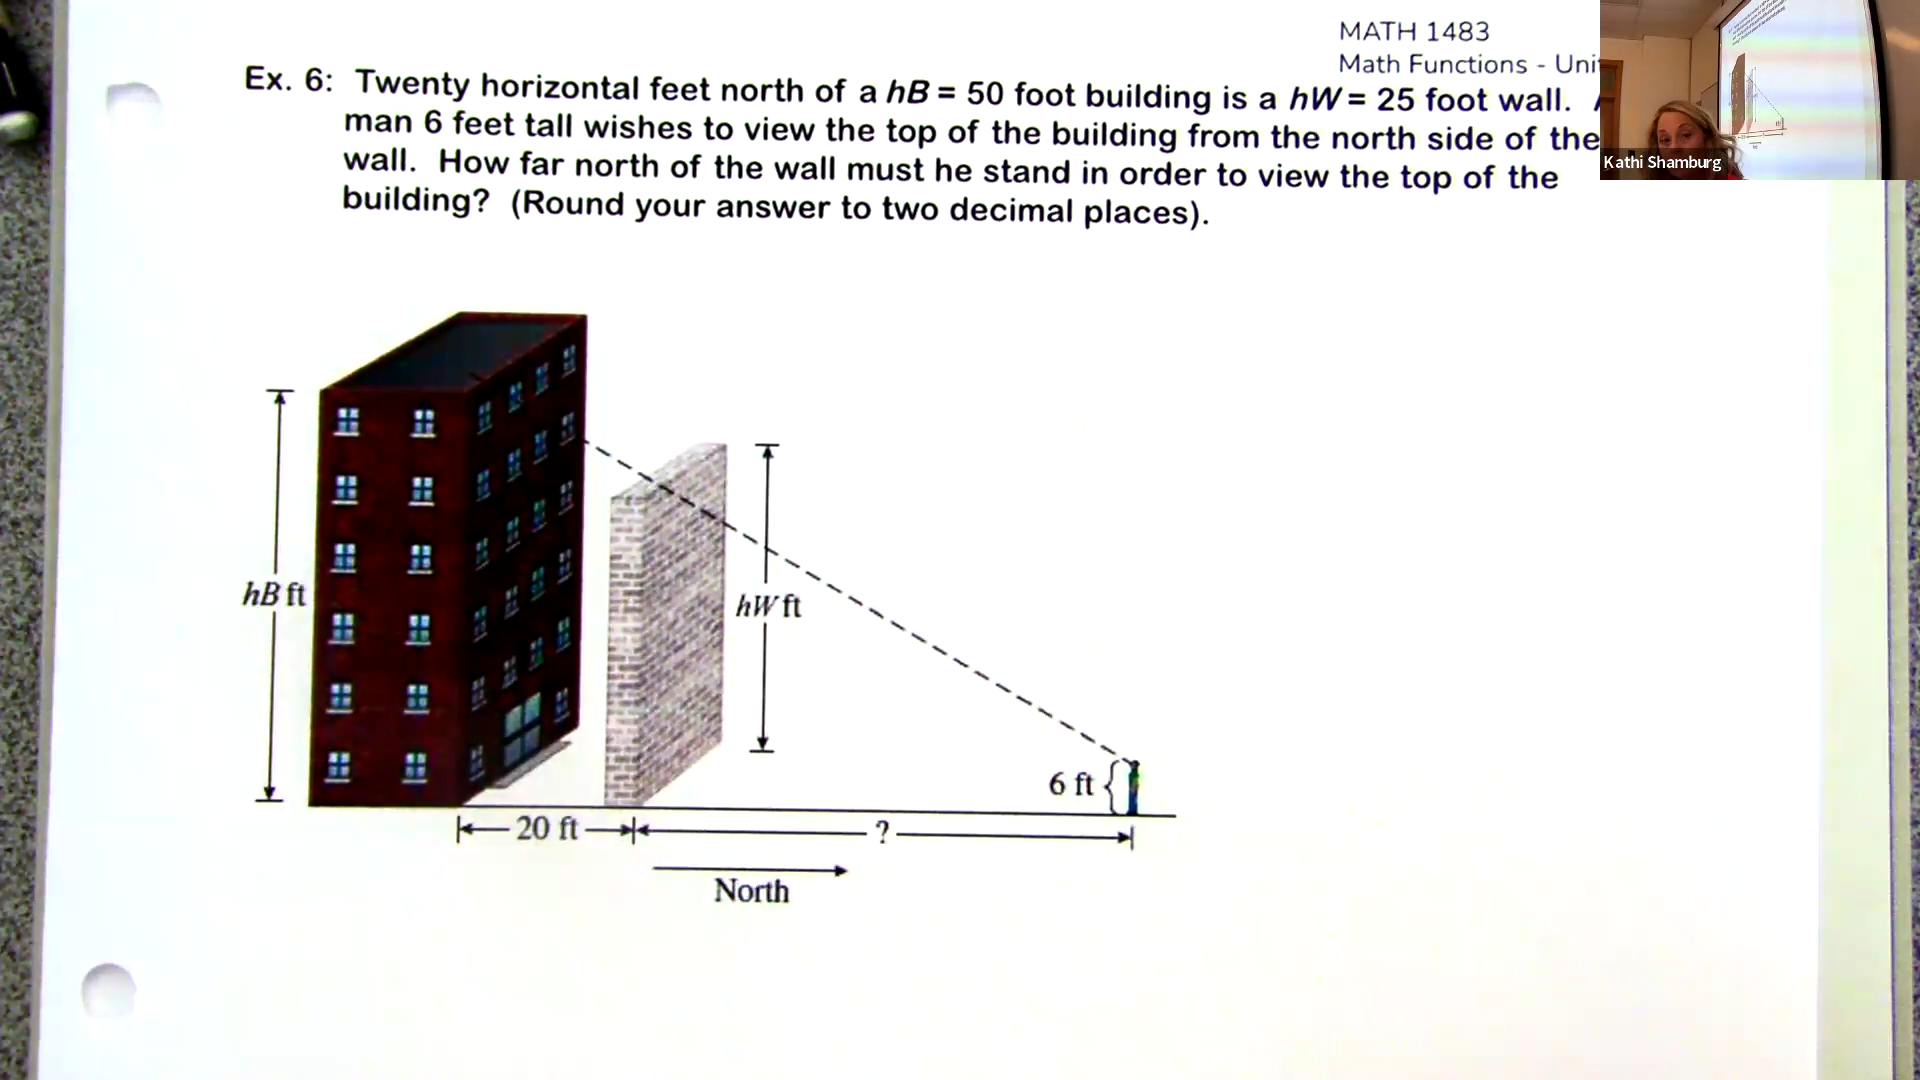 MATH 1483
Math Functions - Uni
Ex. 6: Twenty horizontal feet north of a hB = 50 foot building is a hW = 25 foot wall.
man 6 feet tall wishes to view the top of the building from the north side of the
wall. How far north of the wall must he stand in order to view the top of the
building? (Round your answer to two decimal places).
Kathi Shamburg
hB ft
hW ft
6 ft
20 ft
?
North